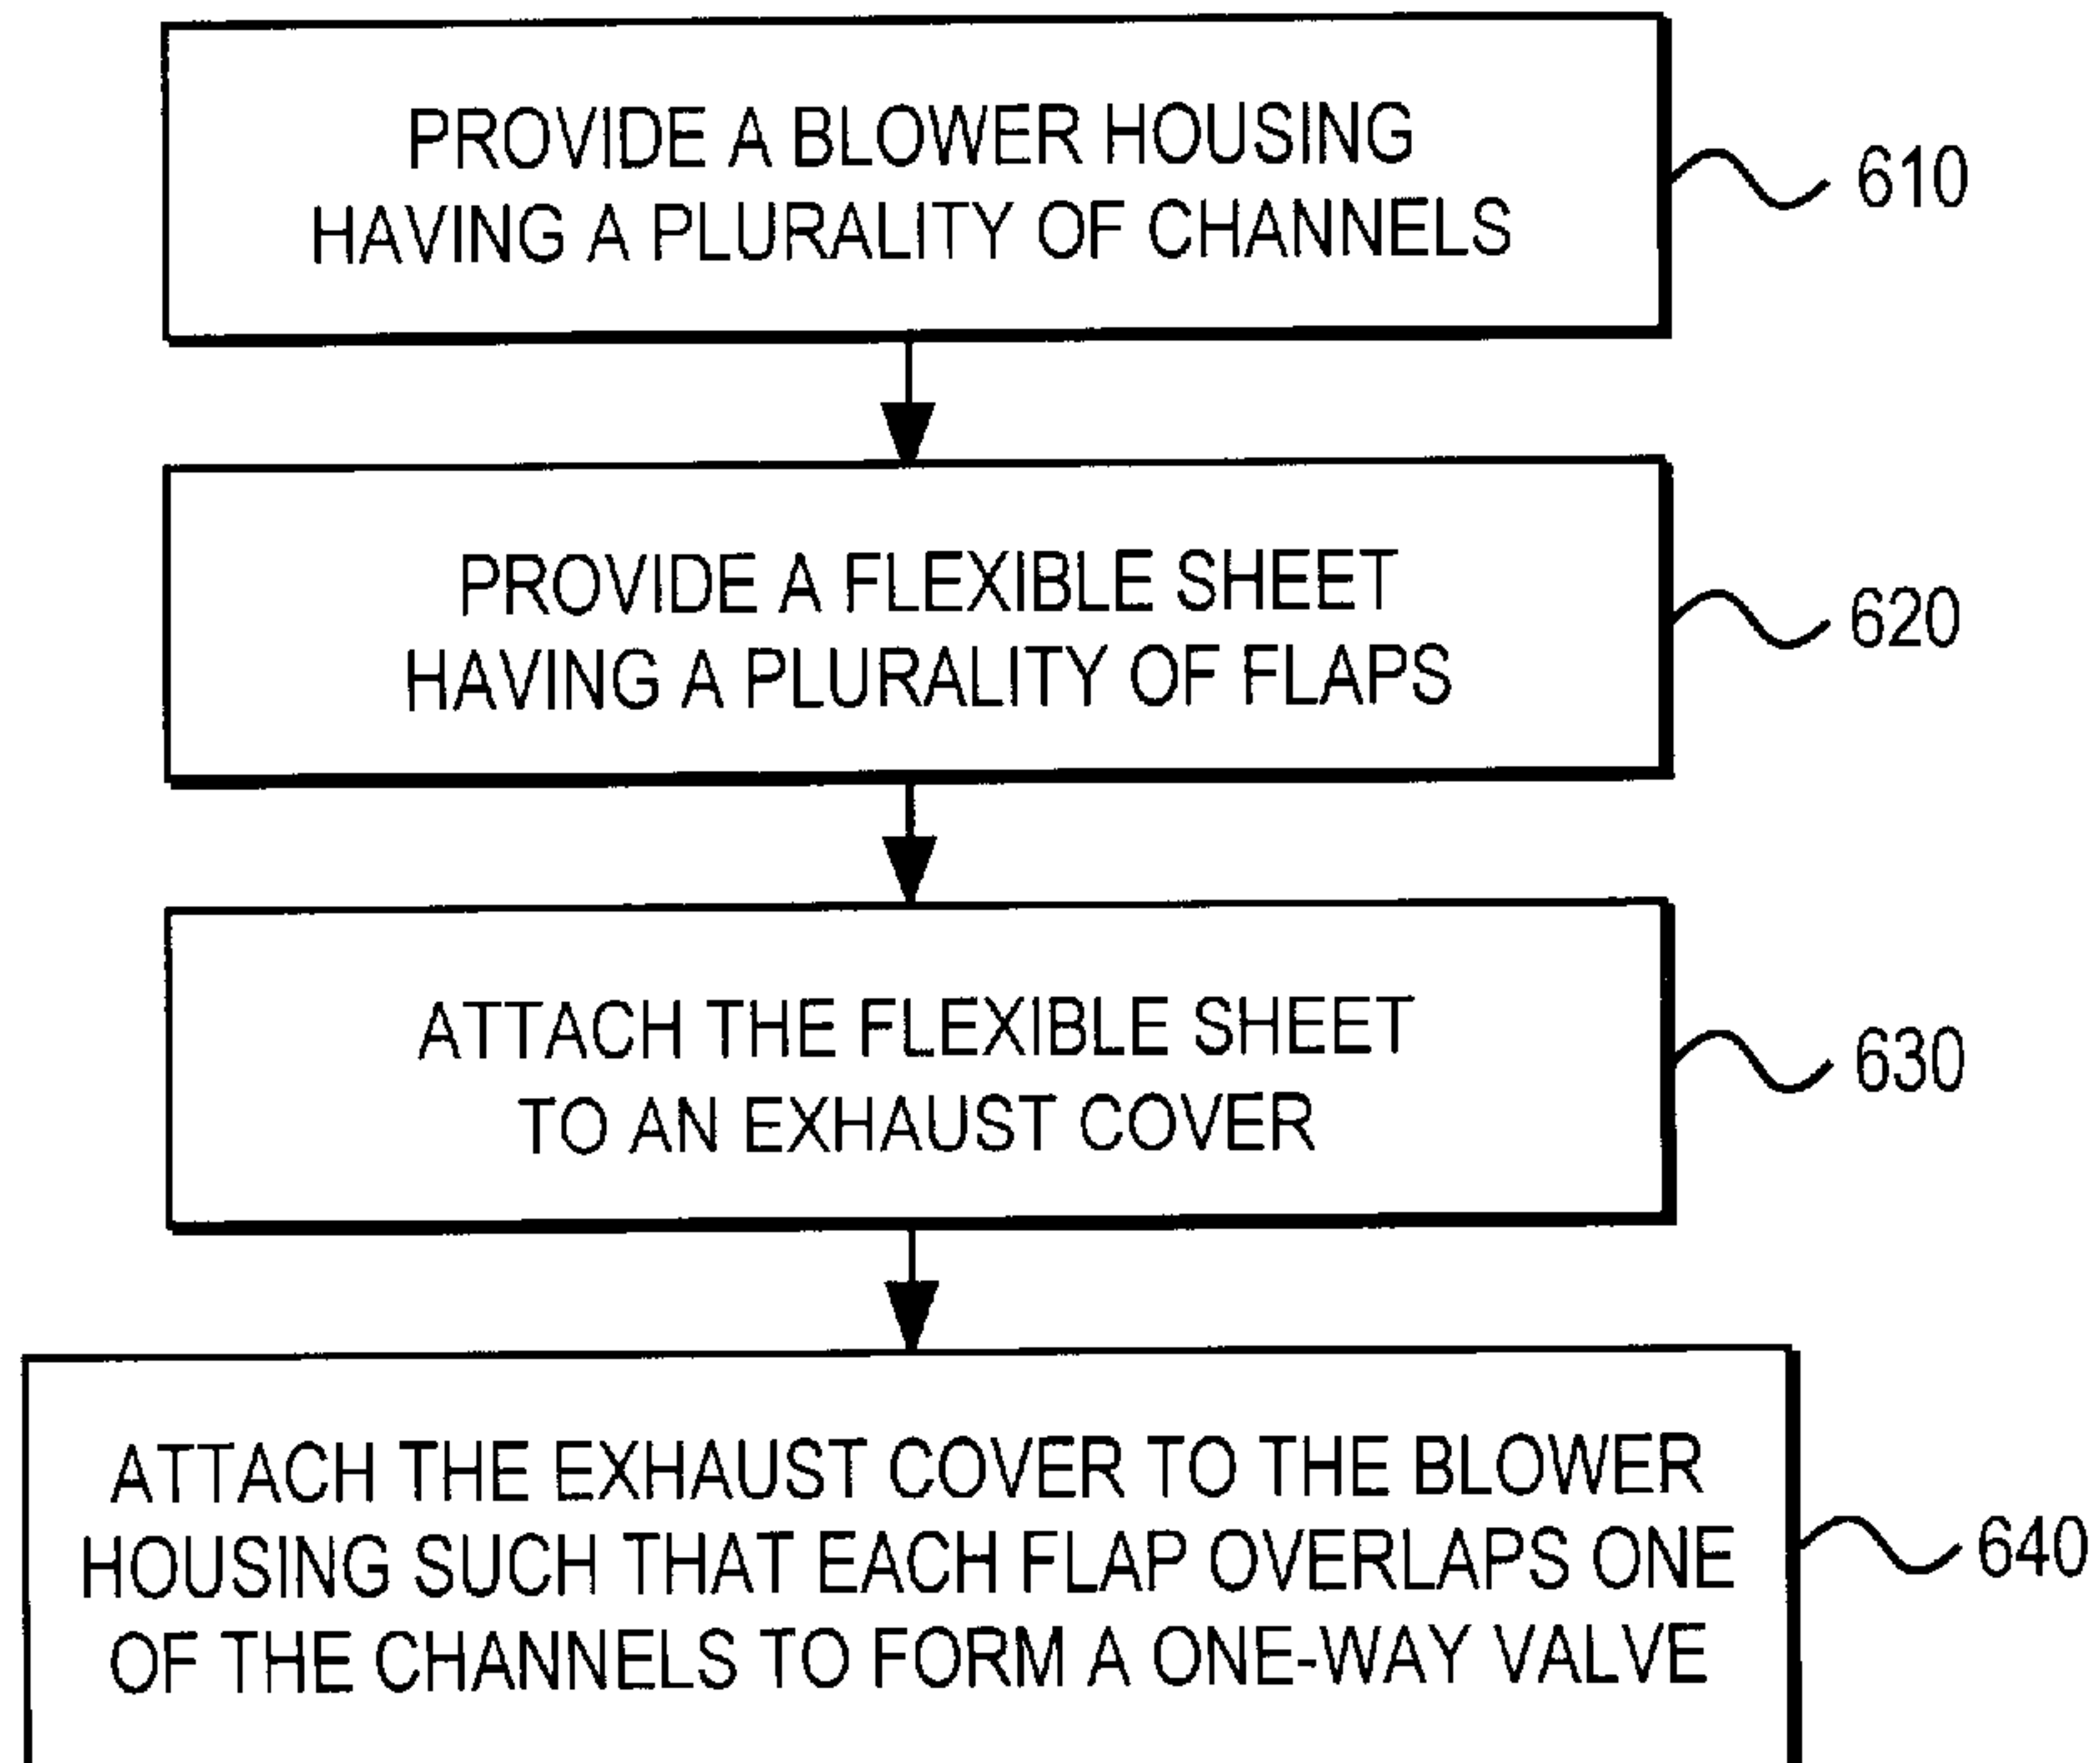 PROVIDE A BLOWER HOUSING
HAVING A PLURALITY OF CHANNELS
610
PROVIDE A FLEXIBLE SHEET
HAVING A PLURALITY OF FLAPS
620
ATTACH THE FLEXIBLE SHEET
TO AN EXHAUST COVER
630
ATTACH THE EXHAUST COVER TO THE BLOWER
HOUSING SUCH THAT EACH FLAP OVERLAPS ONE
OF THE CHANNELS TO FORM A ONE-WAY VALVE
640